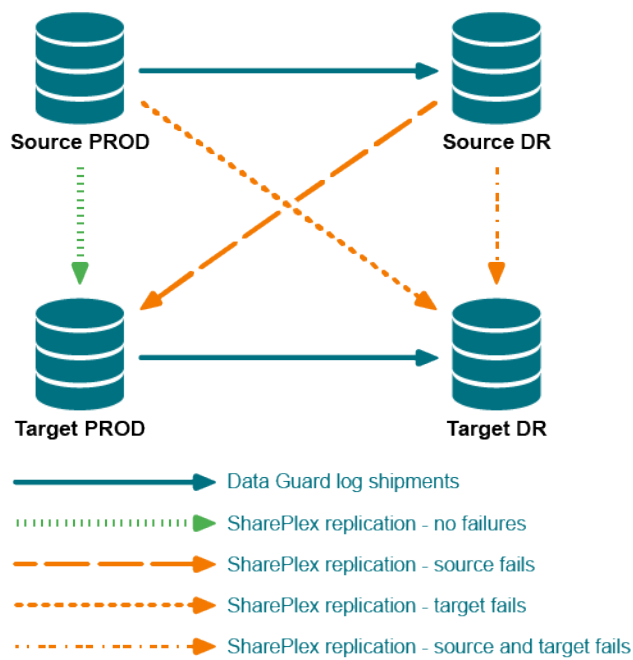 Source PROD
Source DR
Target PROD
Target DR
Data Guard log shipments
SharePlex replication - no failures
SharePlex replication - source fails
SharePlex replication - target fails
SharePlex replication - source and target fails